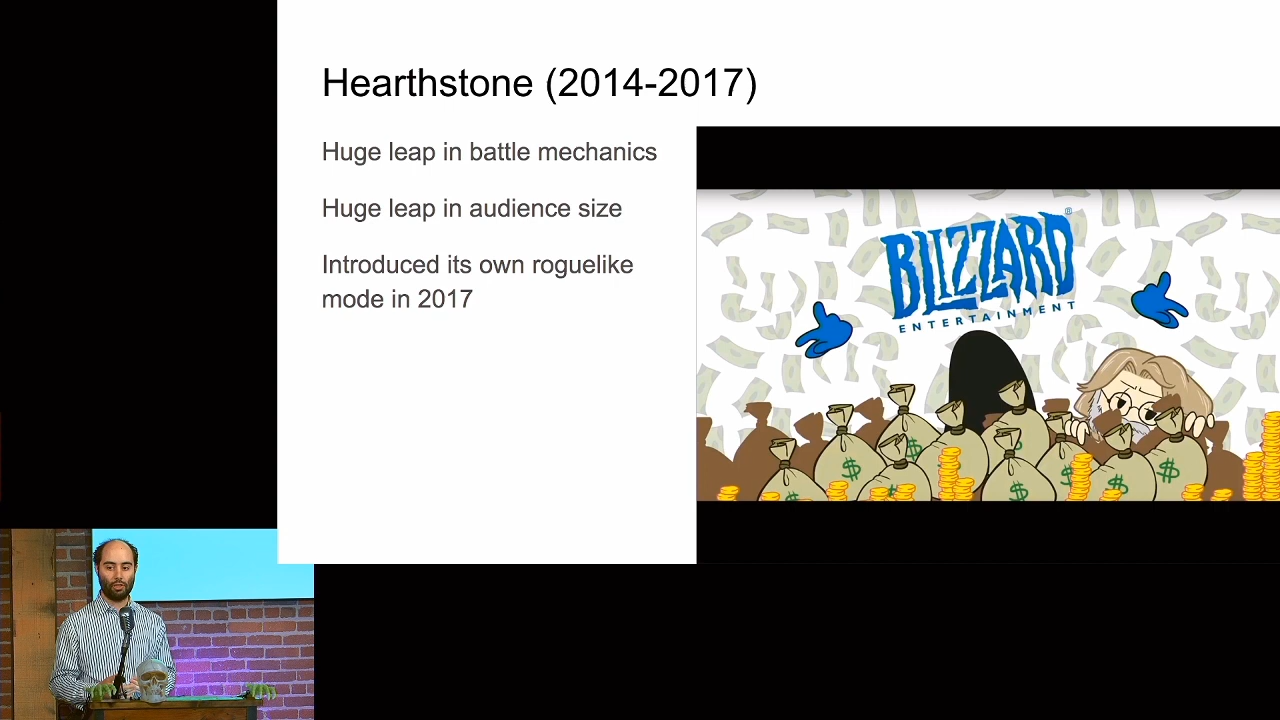 Hearthstone (2014-2017)
Huge leap in battle mechanics
Huge leap in audience size
Introduced its own roguelike
mode in 2017
BLIZZARD®
ENTERTAINMENT
$
$
$
$
$
$
$
$